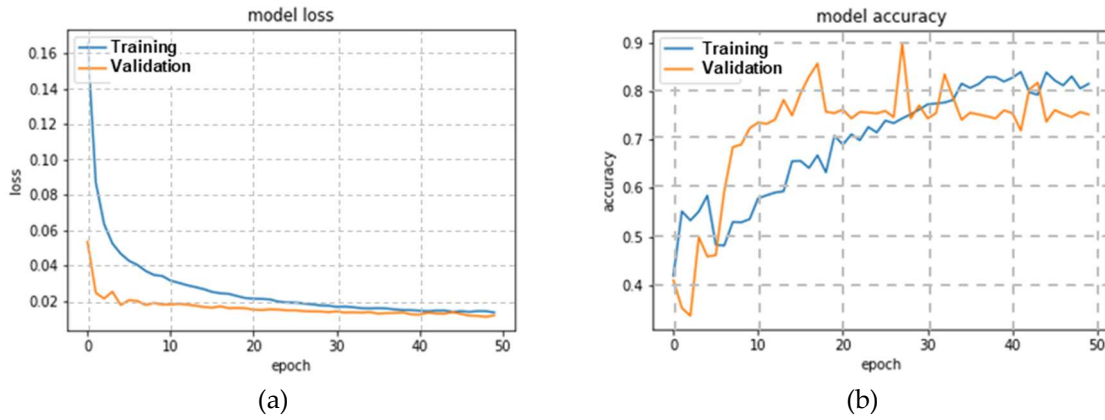 model loss
Training
Validation
loss
0.16
0.14
0.12
0.10
0.08
0.06
0.04
0.02
0 10 20 30 40 50
epoch
(a)
model accuracy
Training
Validation
accuracy
0.9
0.8
0.7
0.6
0.5
0.4
0 10 20 30 40 50
epoch
(b)